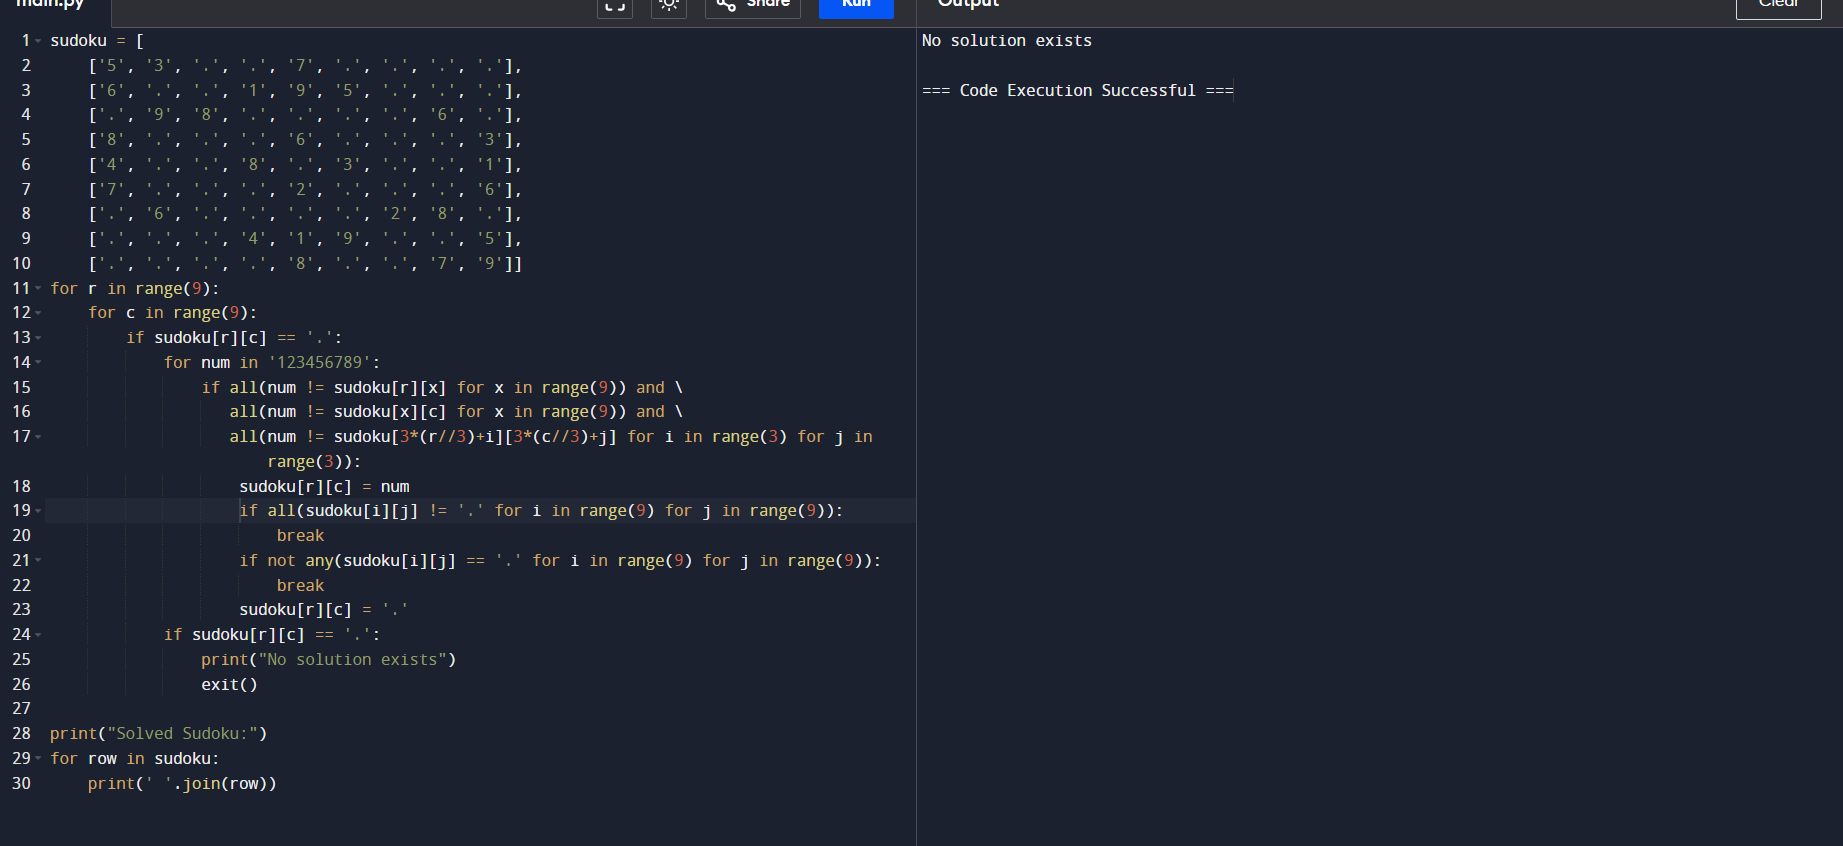 main.py
Share
Run
Output
Clear
1 sudoku = [
2 ['5', '3', '.', '.', '7', '.', '.', '.', '.'],
3 ['6', '.', '.', '1', '9', '5', '.', '.', '.'],
4 ['.', '9', '8', '.', '.', '.', '.', '6', '.'],
5 ['8', '.', '.', '.', '6', '.', '.', '.', '3'],
6 ['4', '.', '.', '8', '.', '3', '.', '.', '1'],
7 ['7', '.', '.', '.', '2', '.', '.', '.', '6'],
8 ['.', '6', '.', '.', '.', '.', '2', '8', '.'],
9 ['.', '.', '.', '4', '1', '9', '.', '.', '5'],
10 ['.', '.', '.', '.', '8', '.', '.', '7', '9']]
11 for r in range(9):
12 for c in range(9):
13 if sudoku[r][c] == '.':
14 for num in '123456789':
15 if all(num != sudoku[r][x] for x in range(9)) and \
16 all(num != sudoku[x][c] for x in range(9)) and \
17 all(num != sudoku[3*(r//3)+i][3*(c//3)+j] for i in range(3) for j in
range(3)):
18 sudoku[r][c] = num
19 if all(sudoku[i][j] != '.' for i in range(9) for j in range(9)):
20 break
21 if not any(sudoku[i][j] == '.' for i in range(9) for j in range(9)):
22 break
23 sudoku[r][c] = '.'
24 if sudoku[r][c] == '.':
25 print("No solution exists")
26 exit()
27
28 print("Solved Sudoku:")
29 for row in sudoku:
30 print(' '.join(row))
No solution exists
=== Code Execution Successful ===